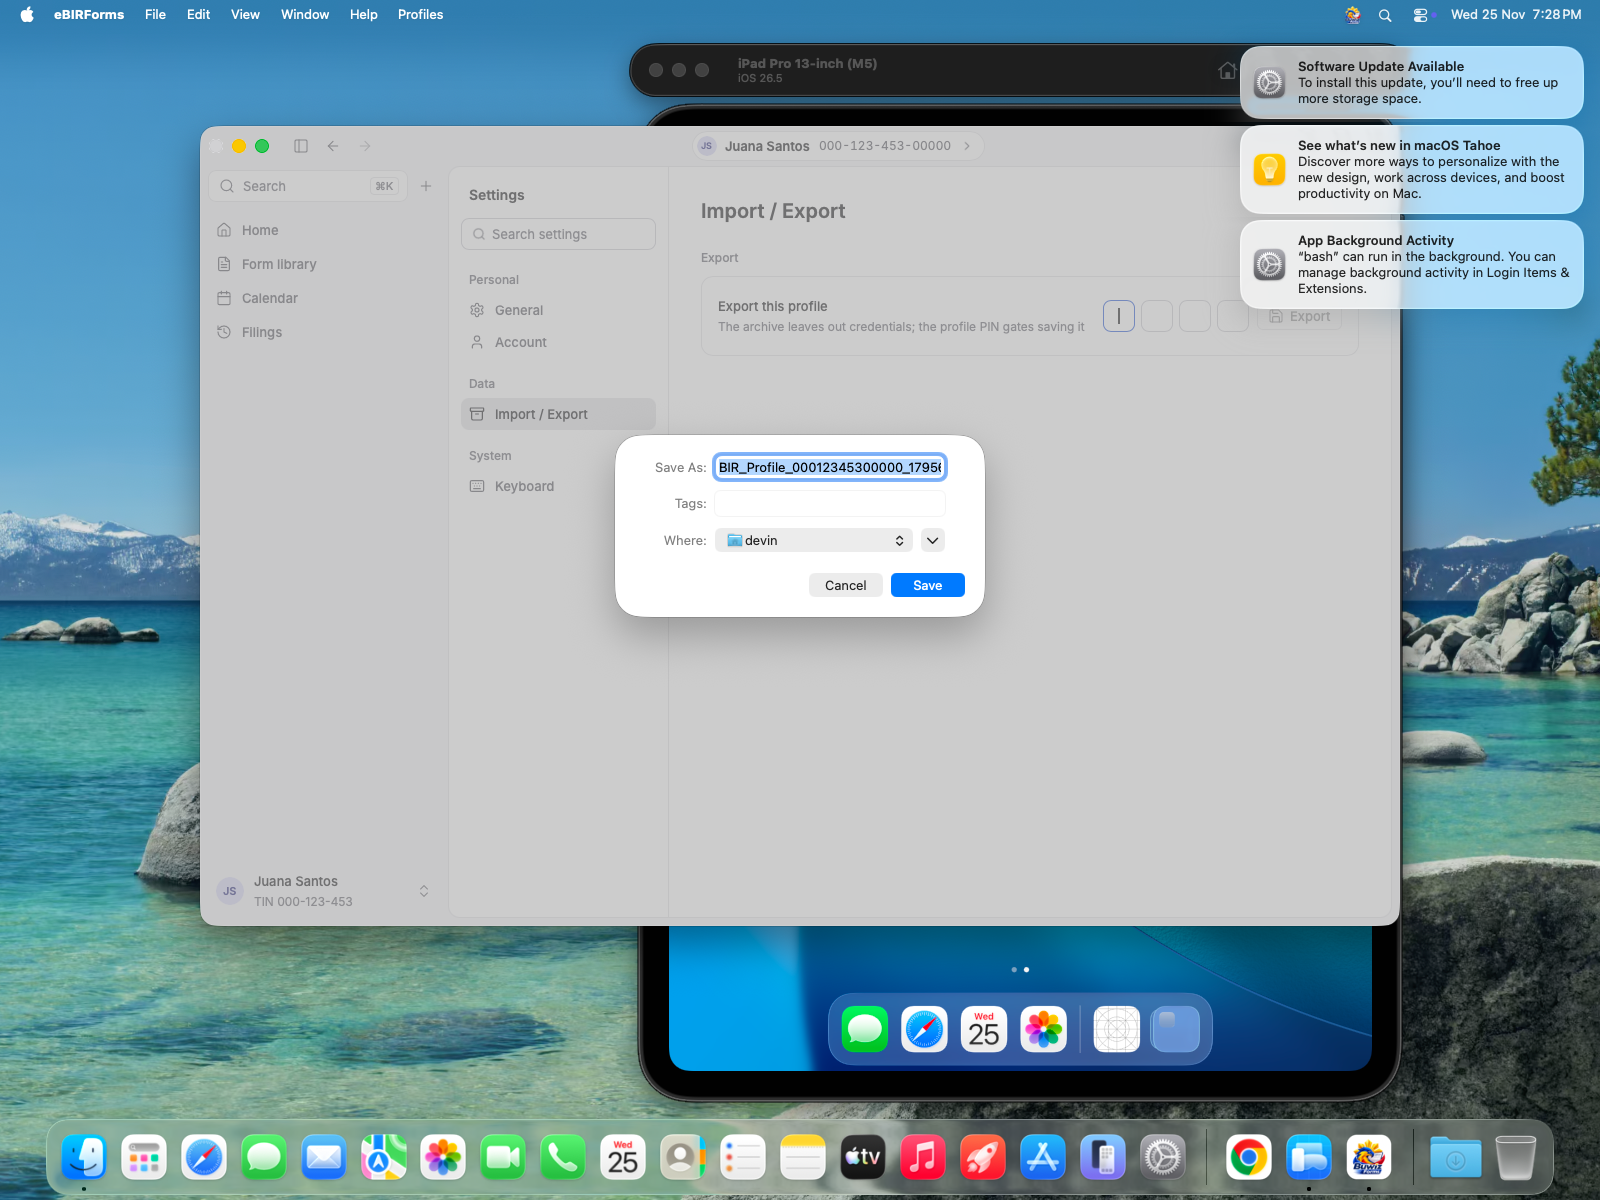 eBIRForms File Edit View Window Help Profiles
Wed 25 Nov 7:28 PM
iPad Pro 13-inch (M5)
iOS 26.5
Software Update Available
To install this update, you'll need to free up
more storage space.
See what's new in macOS Tahoe
Discover more ways to personalize with the
new design, work across devices, and boost
productivity on Mac.
App Background Activity
"bash" can run in the background. You can
manage background activity in Login Items &
Extensions.
JS Juana Santos 000-123-453-00000
Search ⌘K
Home
Form library
Calendar
Filings
Settings
Search settings
Personal
General
Account
Data
Import / Export
System
Keyboard
Import / Export
Export
Export this profile
The archive leaves out credentials; the profile PIN gates saving it
Export
Save As: BIR_Profile_00012345300000_1795
Tags:
Where: devin
Cancel Save
JS Juana Santos
TIN 000-123-453
Wed
25
Wed
25
tv
Buwiz